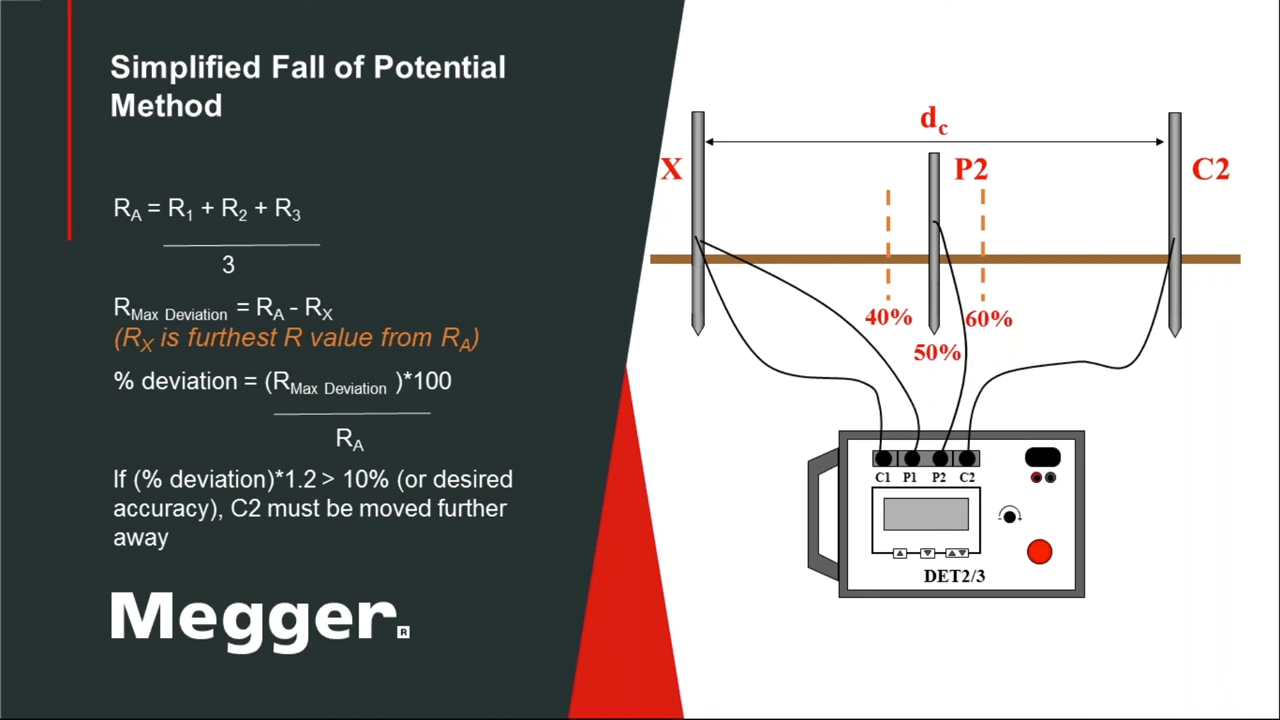 Simplified Fall of Potential
Method
R_A = R_1 + R_2 + R_3
3
R_Max Deviation = R_A - R_X
(R_X is furthest R value from R_A)
% deviation = (R_Max Deviation )*100
R_A
If (% deviation)*1.2 > 10% (or desired
accuracy), C2 must be moved further
away
Megger.
R
d_c
X
P2
C2
40%
60%
50%
C1 P1 P2 C2
DET2/3